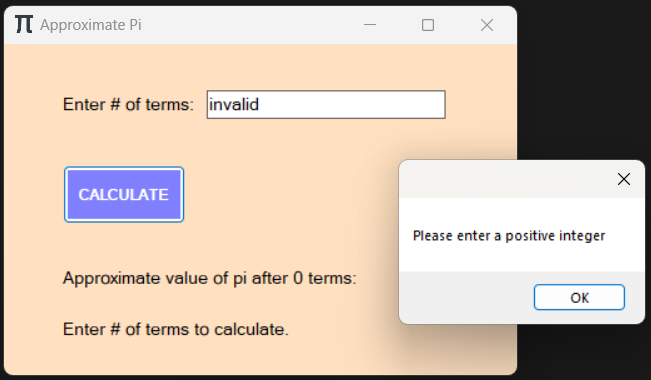 Approximate Pi
Enter # of terms: invalid
CALCULATE
Please enter a positive integer
OK
Approximate value of pi after 0 terms:
Enter # of terms to calculate.